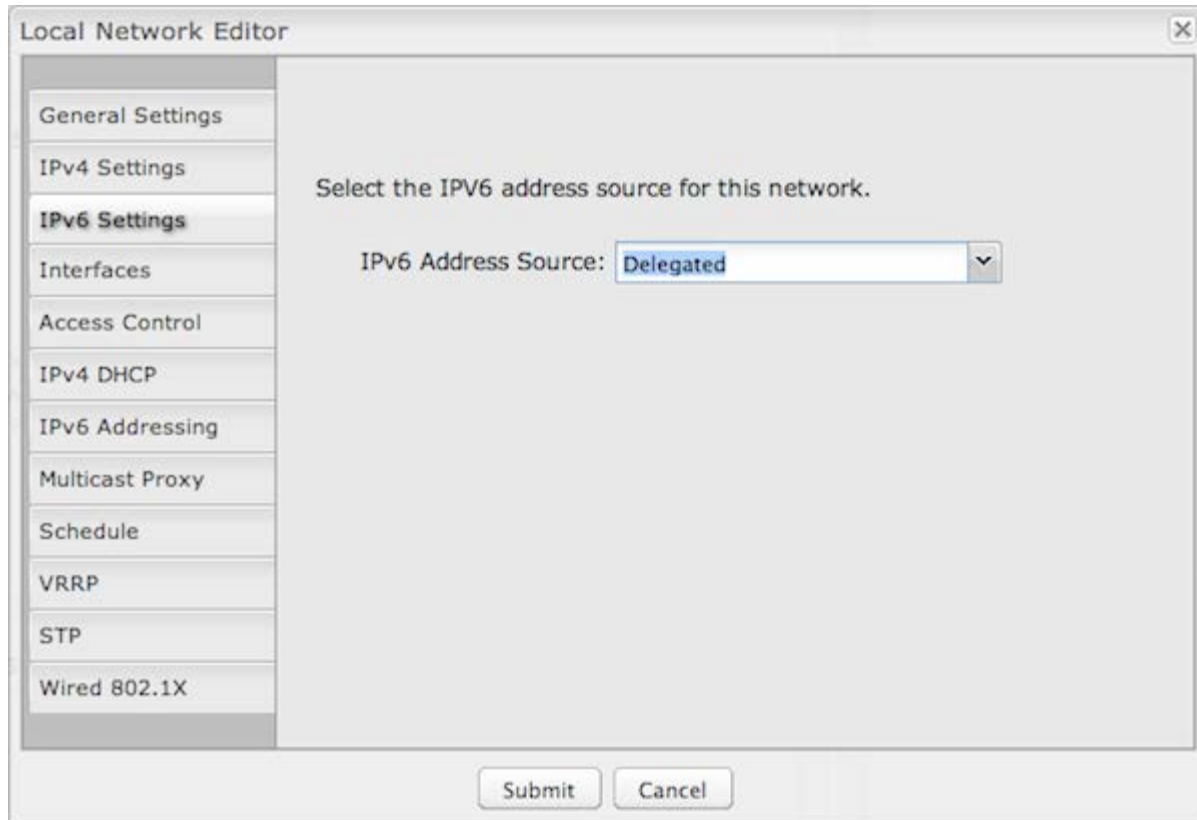 Local Network Editor
General Settings
IPv4 Settings
IPv6 Settings
Interfaces
Access Control
IPv4 DHCP
IPv6 Addressing
Multicast Proxy
Schedule
VRRP
STP
Wired 802.1X
Select the IPV6 address source for this network.
IPv6 Address Source: Delegated
Submit Cancel